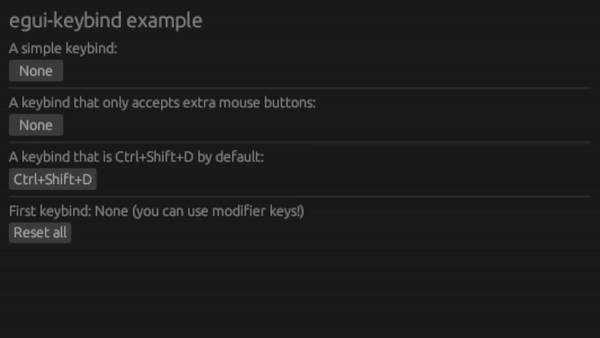 egui-keybind example
A simple keybind:
None
A keybind that only accepts extra mouse buttons:
None
A keybind that is Ctrl+Shift+D by default:
Ctrl+Shift+D
First keybind: None (you can use modifier keys!)
Reset all